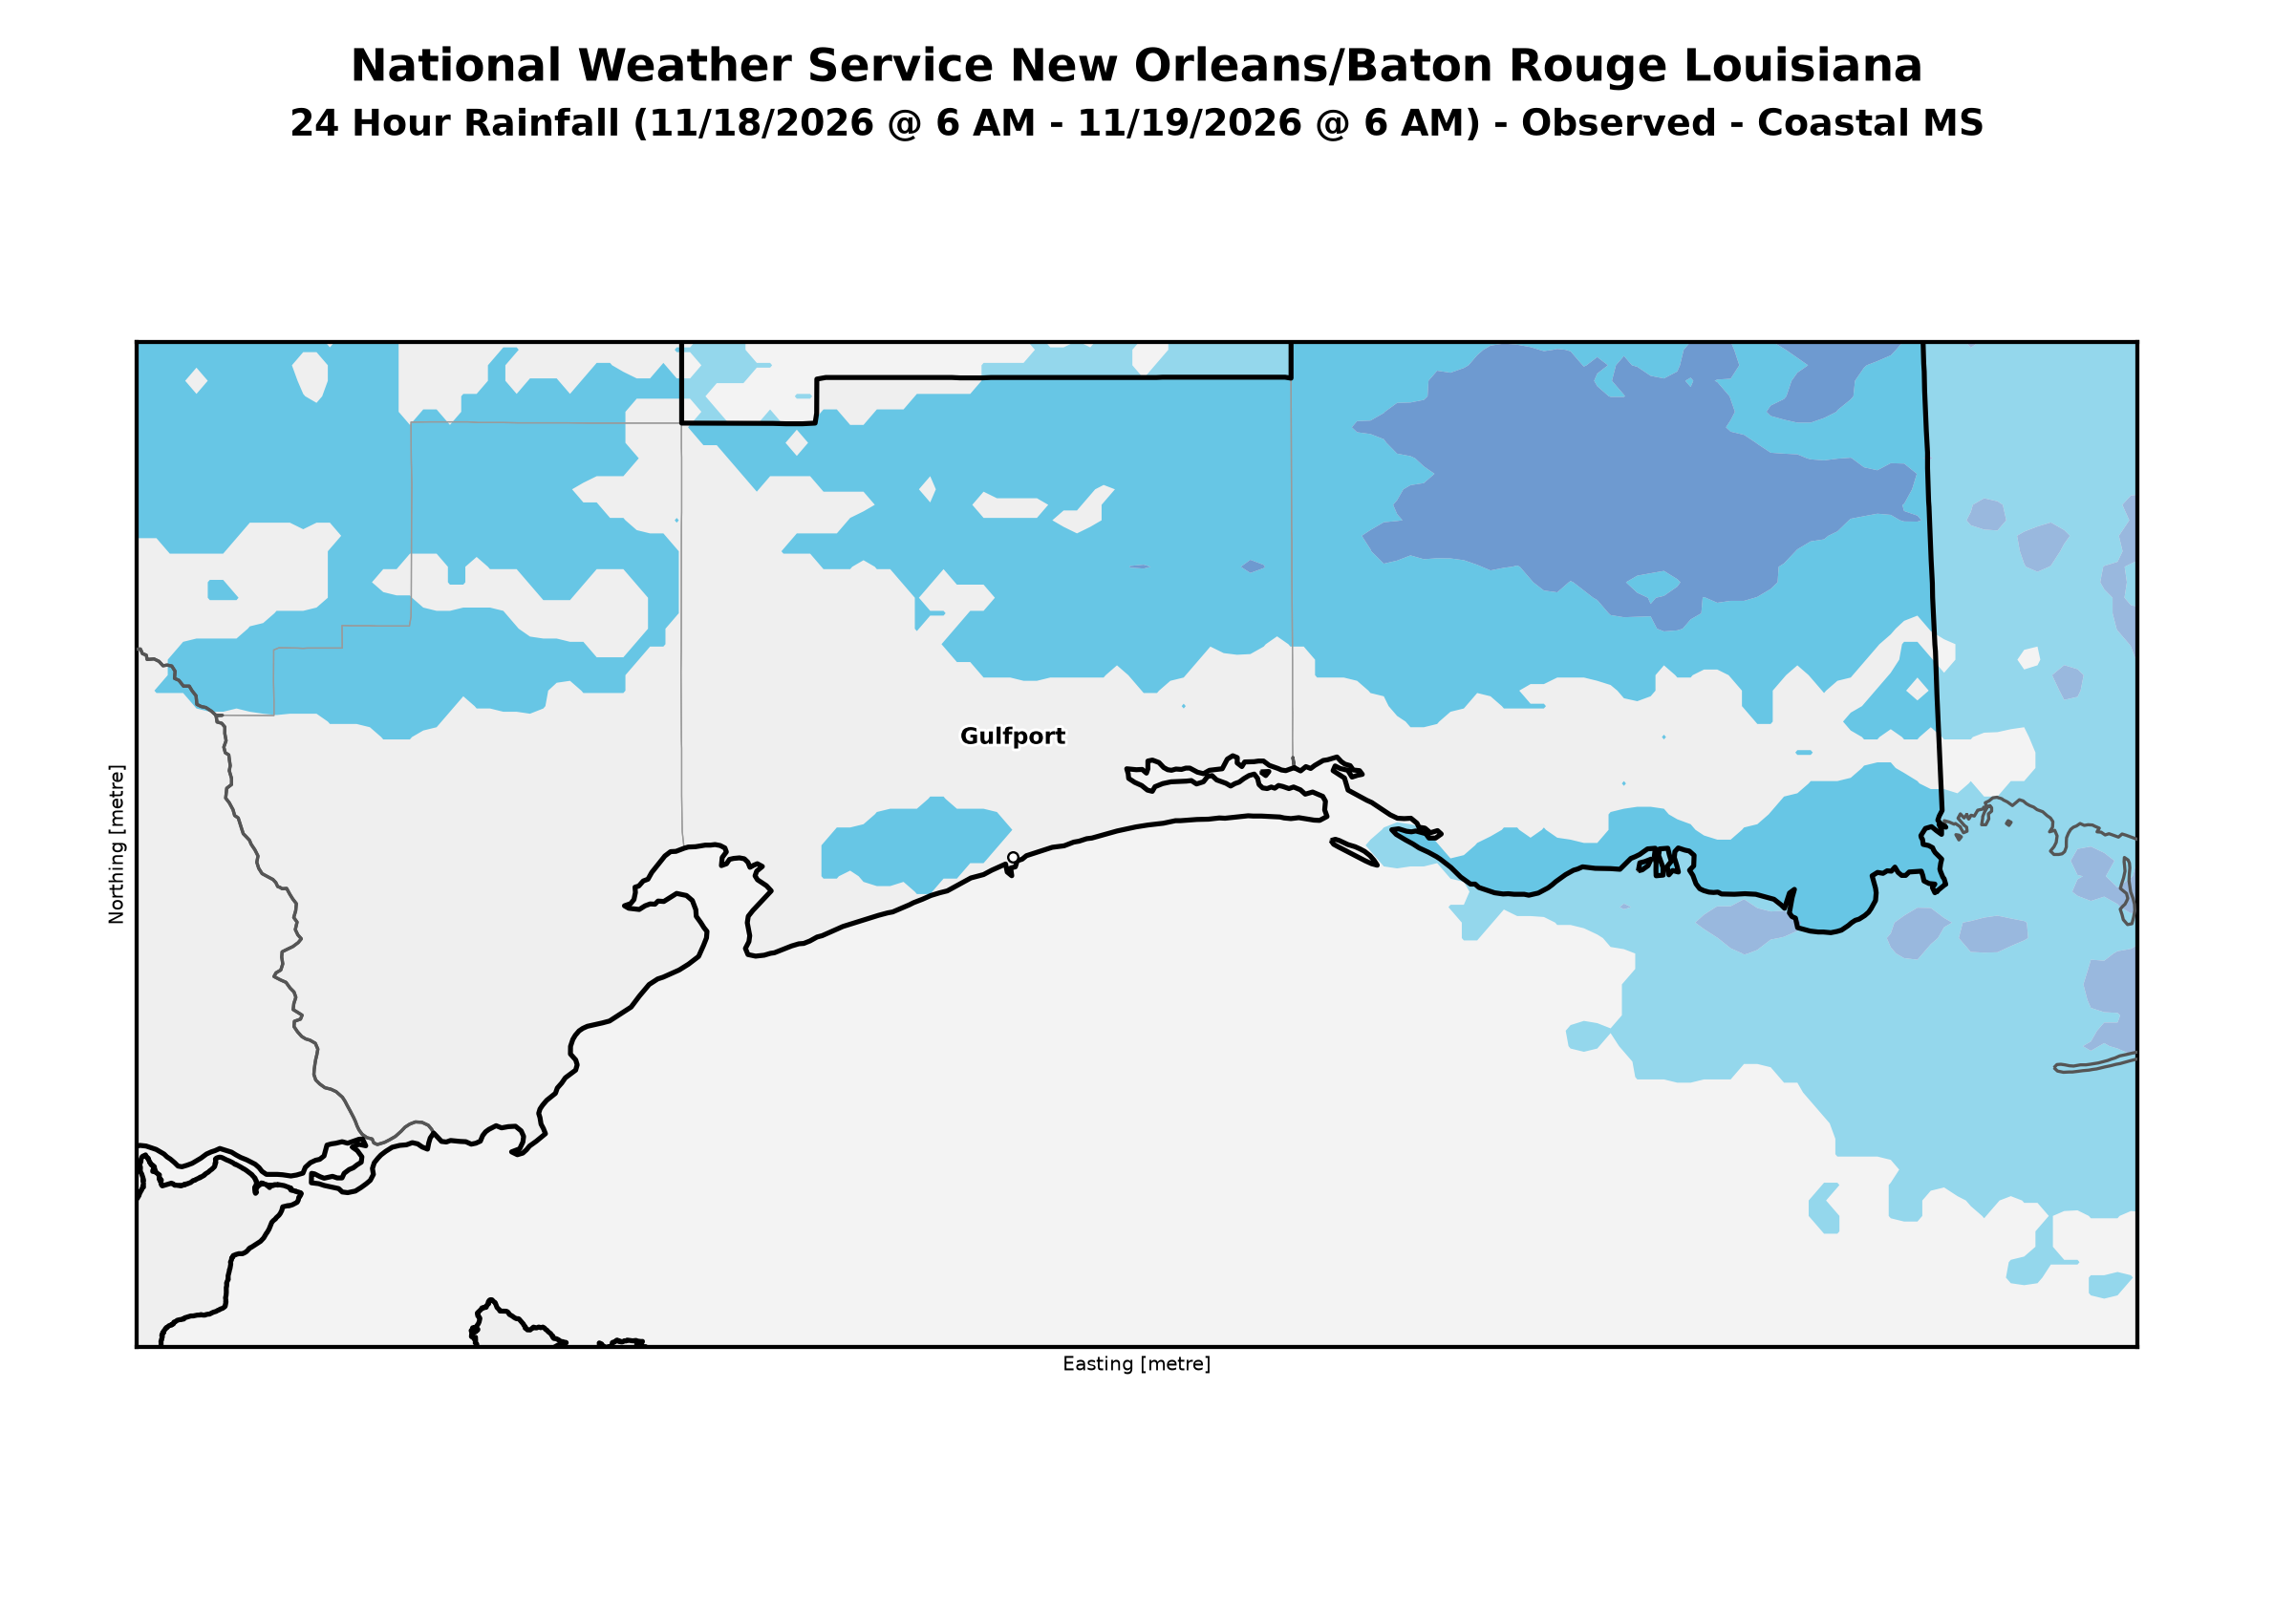 National Weather Service New Orleans/Baton Rouge Louisiana
24 Hour Rainfall (11/18/2026 @ 6 AM - 11/19/2026 @ 6 AM) - Observed - Coastal MS
Gulfport
Northing [metre]
Easting [metre]